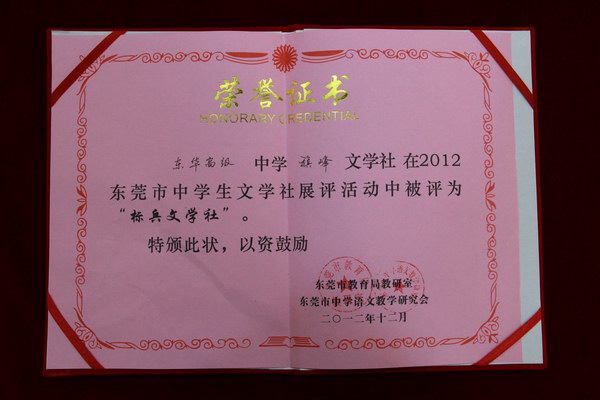 荣誉证书
HONORARY CREDENTIAL
东华高级 中学 旗峰 文学社 在2012
东莞市中学生文学社展评活动中被评为
“标兵文学社”。
特颁此状，以资鼓励
东莞市教育局教研室
东莞市中学语文教学研究会
二〇一二年十二月